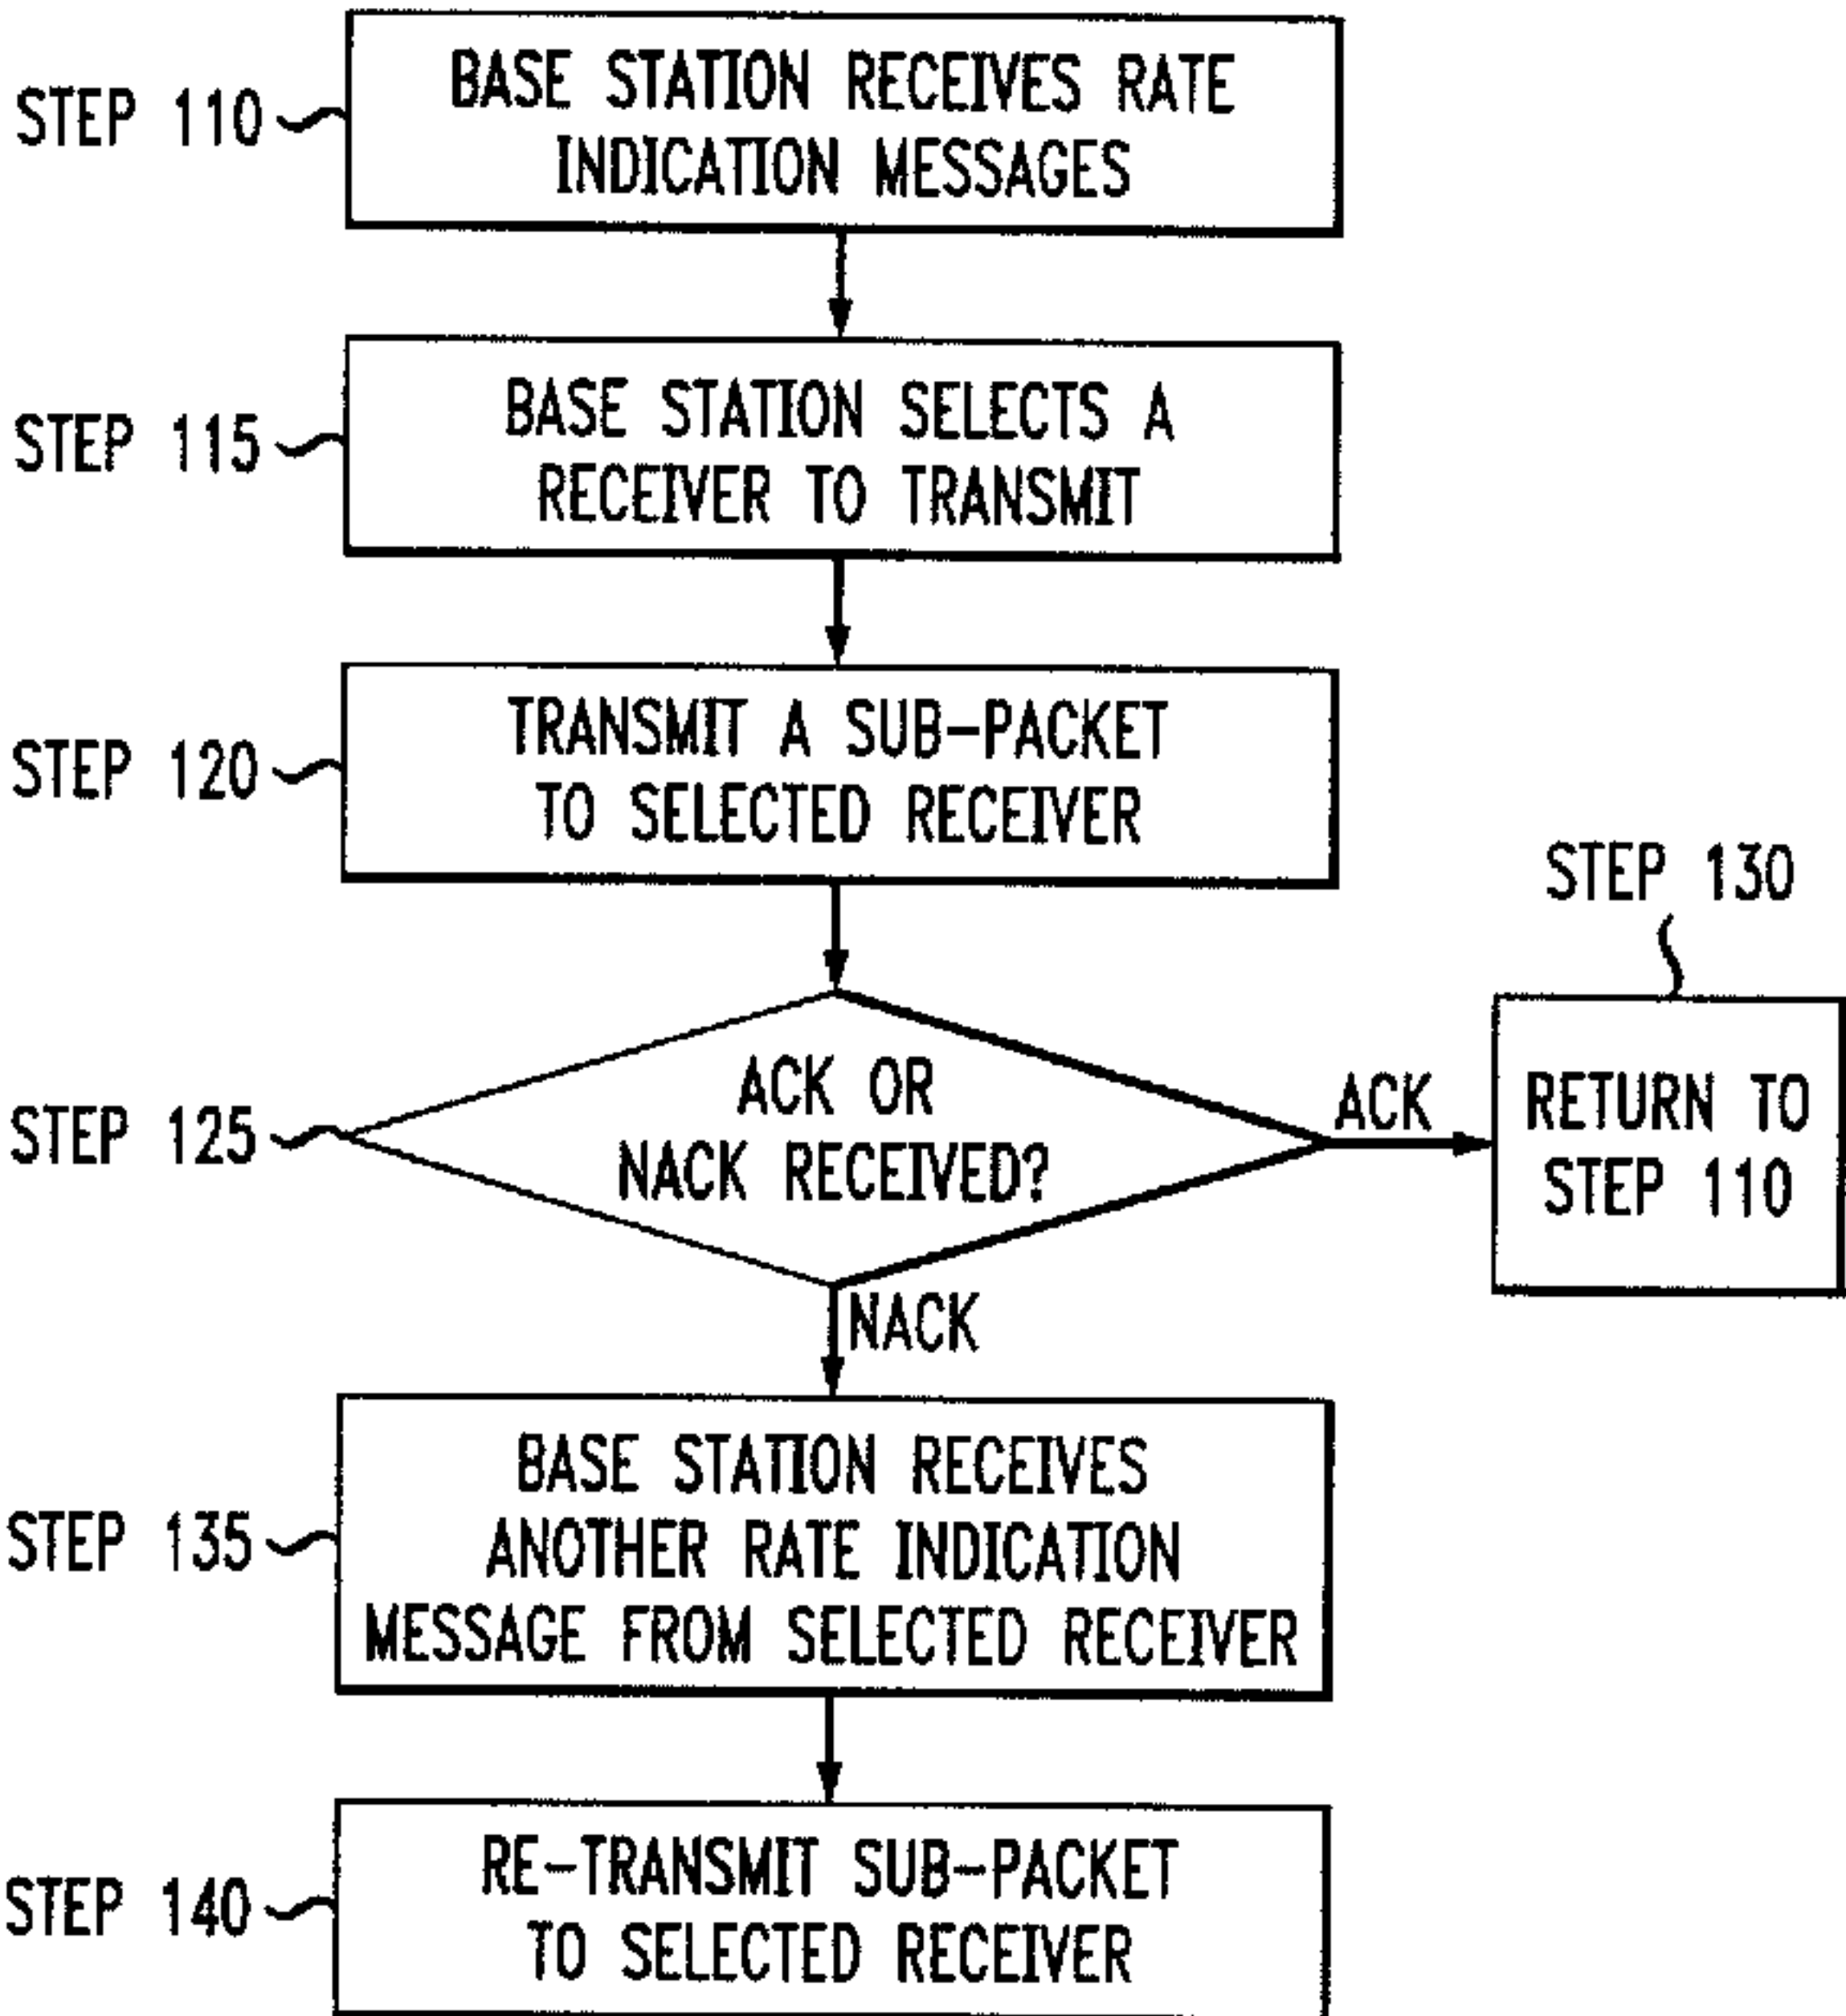 STEP 110
BASE STATION RECEIVES RATE
INDICATION MESSAGES
STEP 115
BASE STATION SELECTS A
RECEIVER TO TRANSMIT
STEP 120
TRANSMIT A SUB-PACKET
TO SELECTED RECEIVER
STEP 125
ACK OR
NACK RECEIVED?
ACK
STEP 130
RETURN TO
STEP 110
NACK
STEP 135
BASE STATION RECEIVES
ANOTHER RATE INDICATION
MESSAGE FROM SELECTED RECEIVER
STEP 140
RE-TRANSMIT SUB-PACKET
TO SELECTED RECEIVER